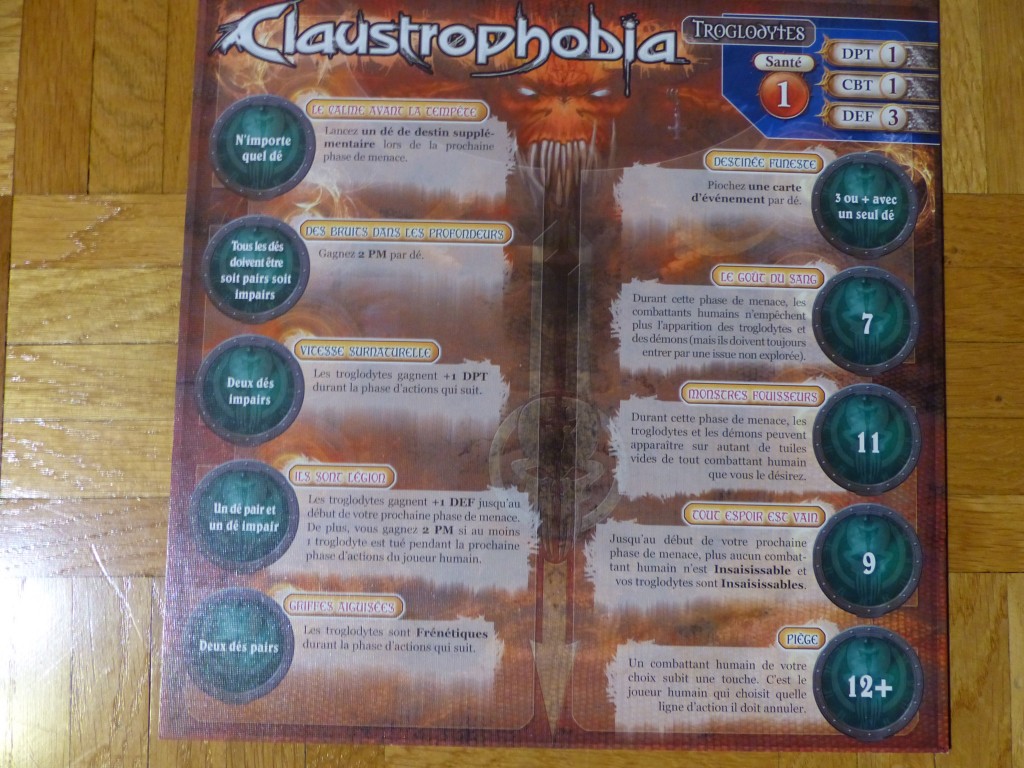 Claustrophobia
TROGLODYTES
Santé
1
DPT 1
CBT 1
DEF 3
N'importe
quel dé
LE CALME AVANT LA TEMPÊTE
Lancez un dé de destin supplé-
mentaire lors de la prochaine
phase de menace.
Tous les dés
doivent être
soit pairs soit
impairs
DES BRUITS DANS LES PROFONDEURS
Gagnez 2 PM par dé.
Deux dés
impairs
VITESSE SURNATURELLE
Les troglodytes gagnent +1 DPT
durant la phase d'actions qui suit.
Un dé pair et
un dé impair
ILS SONT LÉGION
Les troglodytes gagnent +1 DEF jusqu'au
début de votre prochaine phase de menace.
De plus, vous gagnez 2 PM si au moins
1 troglodyte est tué pendant la prochaine
phase d'actions du joueur humain.
Deux dés pairs
GRIFFES AIGUISÉES
Les troglodytes sont Frénétiques
durant la phase d'actions qui suit.
DESTINÉE FUNESTE
Piochez une carte
d'événement par dé.
3 ou + avec
un seul dé
LE GOÛT DU SANG
Durant cette phase de menace, les
combattants humains n'empêchent
plus l'apparition des troglodytes et
des démons (mais ils doivent toujours
entrer par une issue non explorée).
7
MONSTRES FOUISSEURS
Durant cette phase de menace, les
troglodytes et les démons peuvent
apparaître sur autant de tuiles
vides de tout combattant humain
que vous le désirez.
11
TOUT ESPOIR EST VAIN
Jusqu'au début de votre prochaine
phase de menace, plus aucun combat-
tant humain n'est Insaisissable et
vos troglodytes sont Insaisissables.
9
PIÈGE
Un combattant humain de votre
choix subit une touche. C'est le
joueur humain qui choisit quelle
ligne d'action il doit annuler.
12+